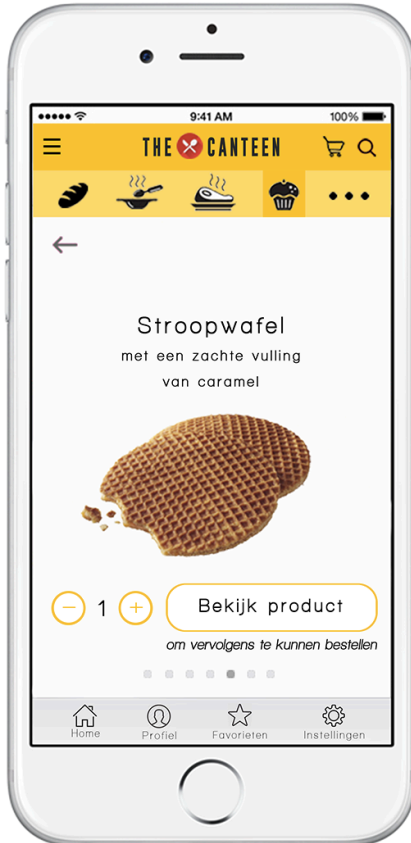 9:41 AM 100%
THE CANTEEN
Stroopwafel
met een zachte vulling
van caramel
1 Bekijk product
om vervolgens te kunnen bestellen
Home Profiel Favorieten Instellingen